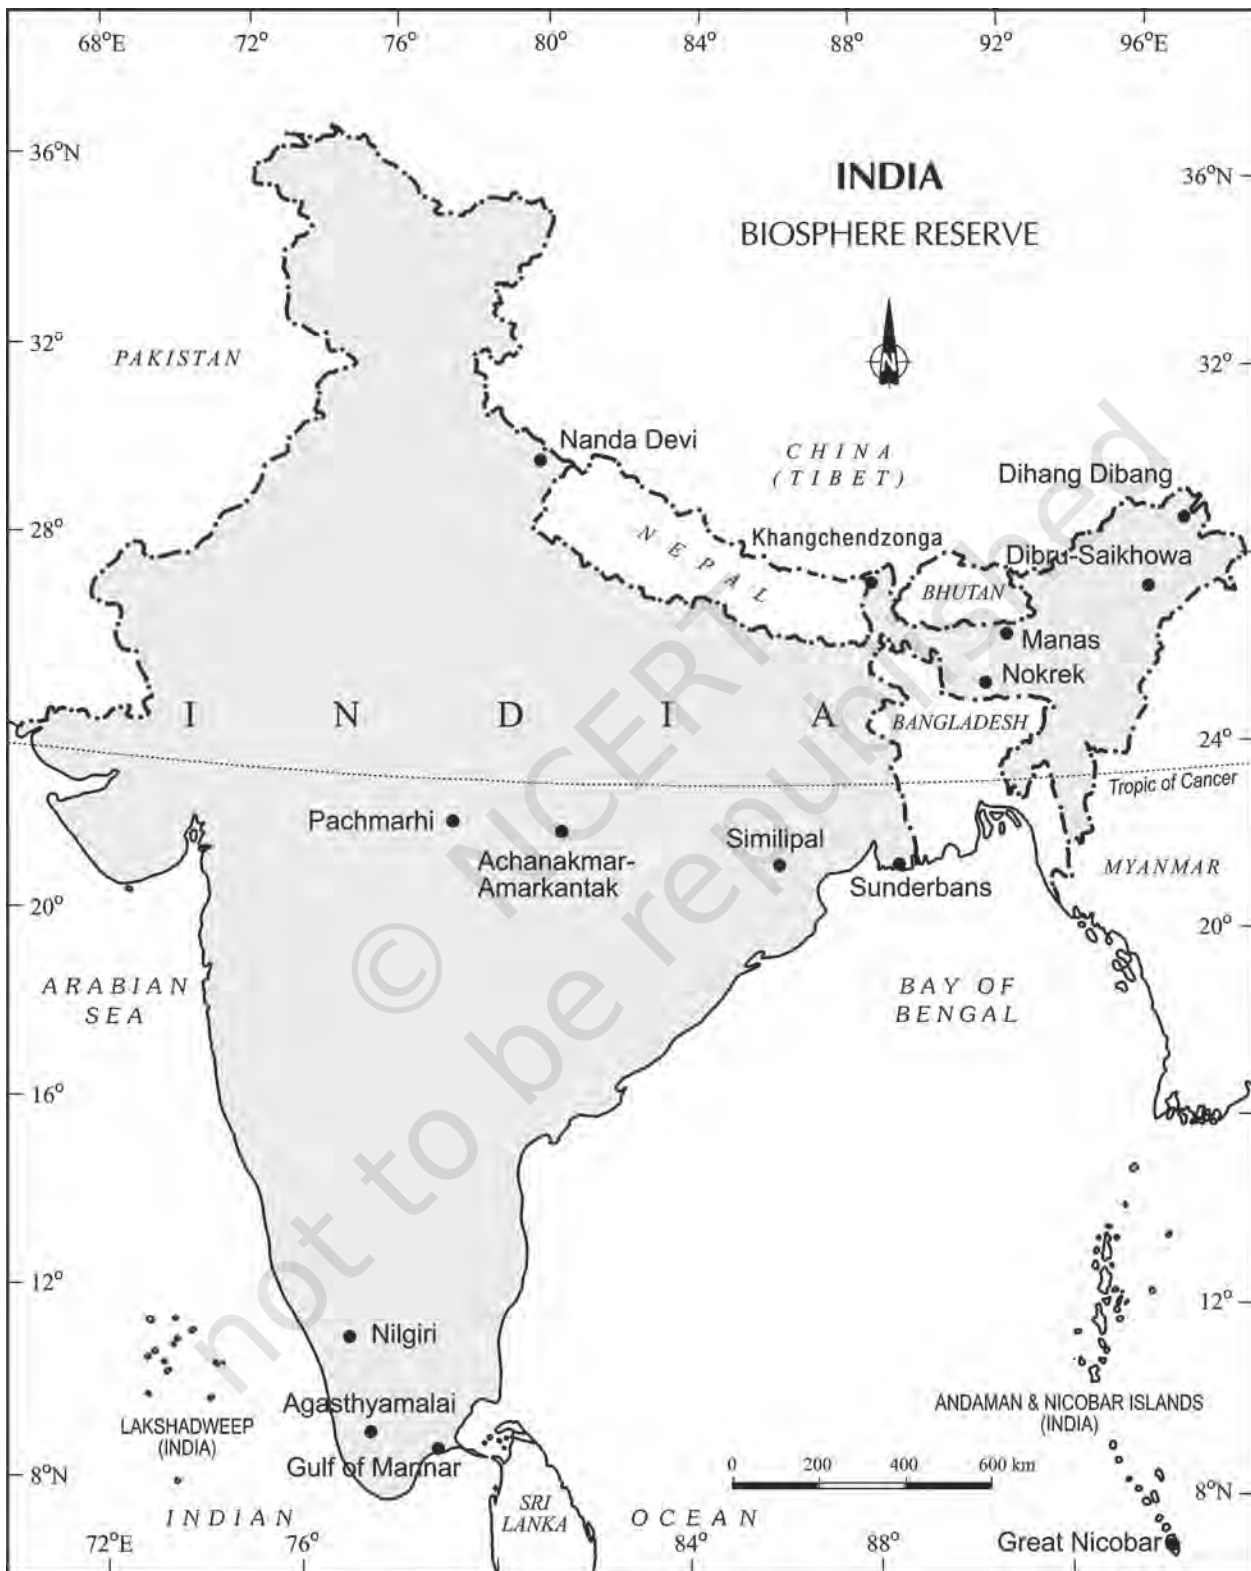 68°E 72° 76° 80° 84° 88° 92° 96°E
36°N
INDIA
36°N
BIOSPHERE RESERVE
N
32°
PAKISTAN
32°
Nanda Devi
CHINA
(TIBET)
Dihang Dibang
28°
NEPAL
Khangchendzonga
Dibru-Saikhowa
BHUTAN
Manas
Nokrek
INDIA
BANGLADESH
24°
Tropic of Cancer
Pachmarhi
Achanakmar-
Amarkantak
Similipal
Sunderbans
MYANMAR
20°
20°
ARABIAN
SEA
BAY OF
BENGAL
16°
12°
12°
Nilgiri
Agasthyamalai
LAKSHADWEEP
(INDIA)
Gulf of Mannar
ANDAMAN & NICOBAR ISLANDS
(INDIA)
8°N
0 200 400 600 km
8°N
INDIAN
SRI
LANKA
OCEAN
Great Nicobar
72°E 76° 84° 88°
© NCERT
not to be republished